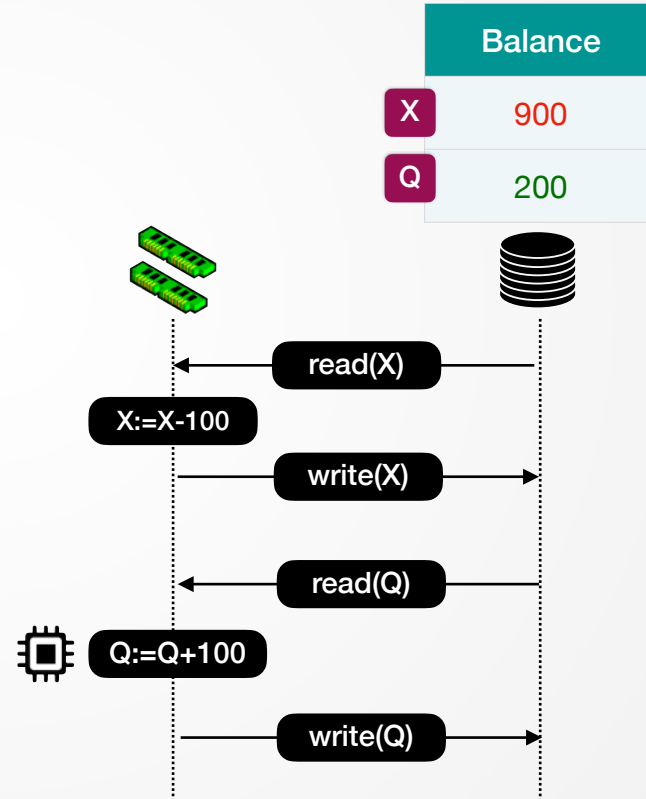 Balance
X 900
Q 200
read(X)
X:=X-100
write(X)
read(Q)
Q:=Q+100
write(Q)